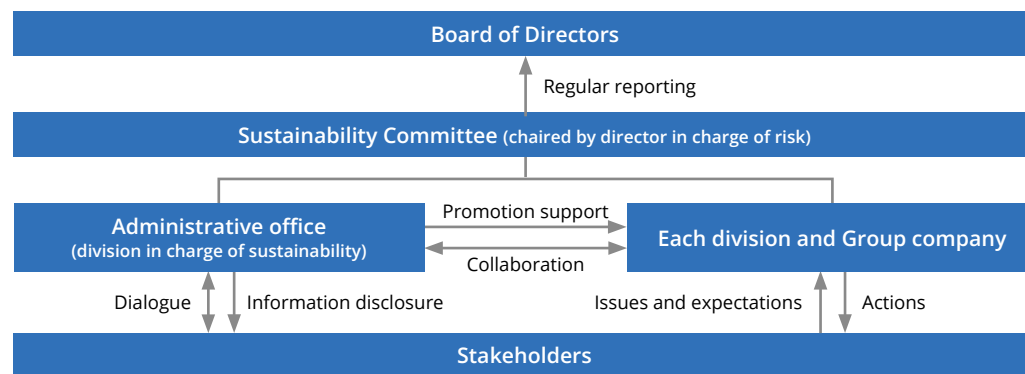 Board of Directors
Regular reporting
Sustainability Committee (chaired by director in charge of risk)
Administrative office
(division in charge of sustainability)
Promotion support
Collaboration
Each division and Group company
Dialogue
Information disclosure
Issues and expectations
Actions
Stakeholders